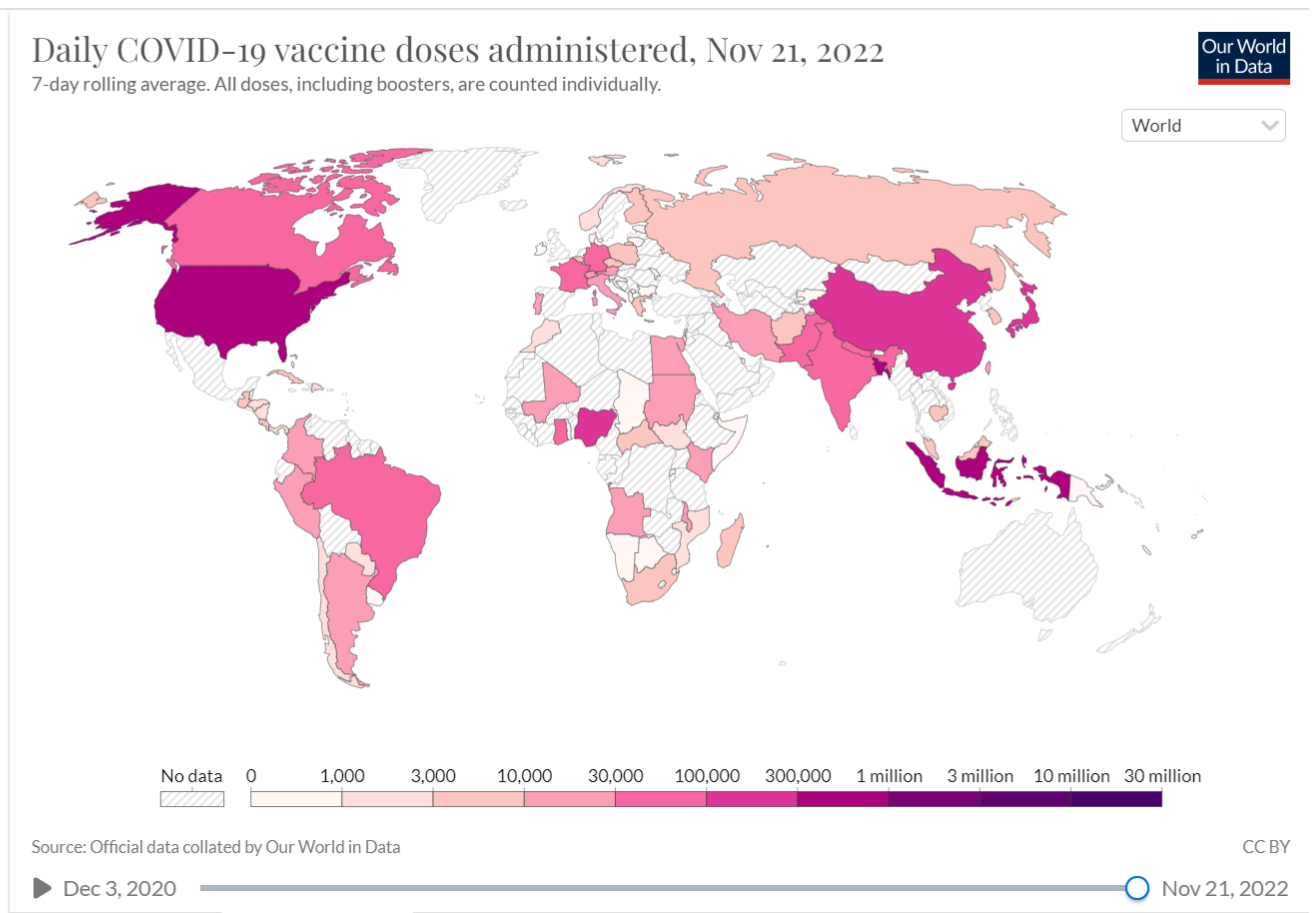 Daily COVID-19 vaccine doses administered, Nov 21, 2022
7-day rolling average. All doses, including boosters, are counted individually.
Our World
in Data
World
No data 0 1,000 3,000 10,000 30,000 100,000 300,000 1 million 3 million 10 million 30 million
Source: Official data collated by Our World in Data CC BY
Dec 3, 2020 Nov 21, 2022